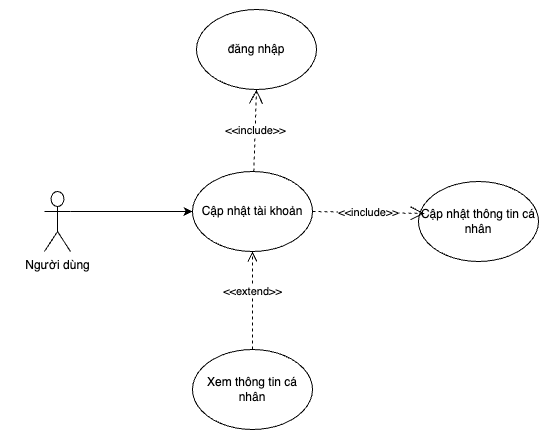 đăng nhập
<<include>>
Cập nhật tài khoản
<<include>>
Cập nhật thông tin cá
nhân
Người dùng
<<extend>>
Xem thông tin cá
nhân